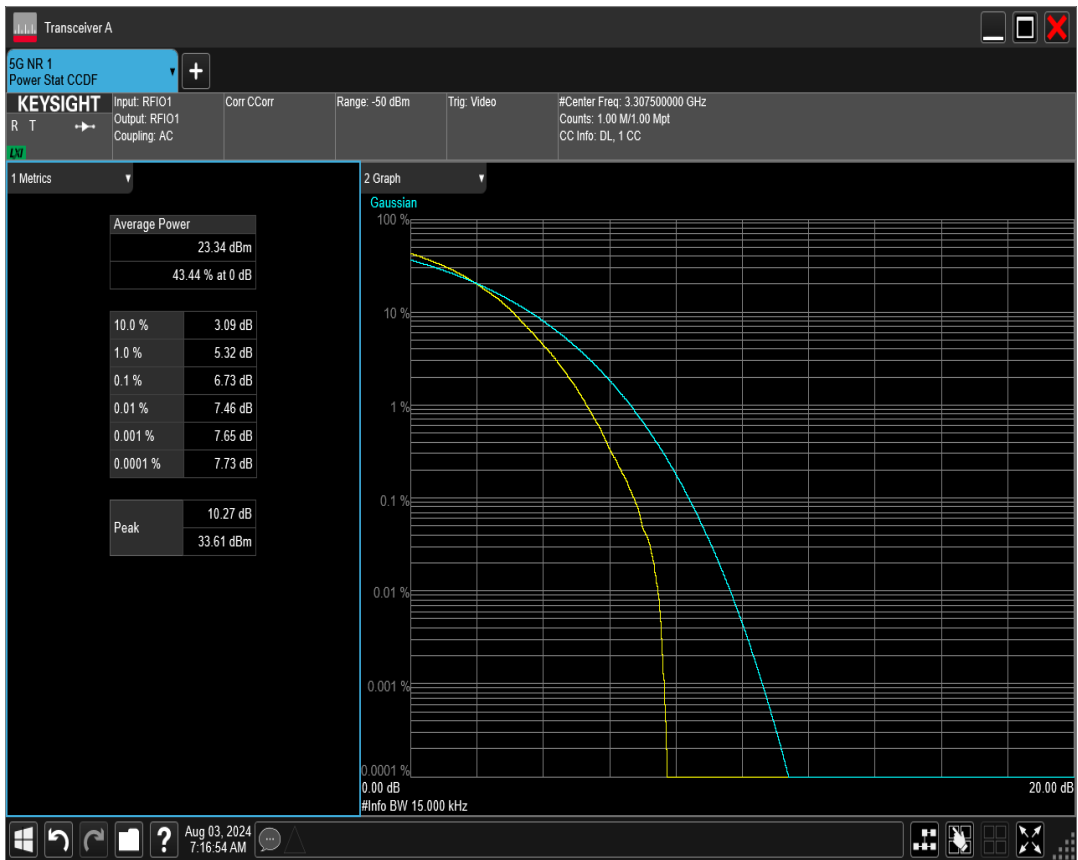 Transceiver A
5G NR 1
Power Stat CCDF
KEYSIGHT
R T
LXI
Input: RFIO1
Output: RFIO1
Coupling: AC
Corr CCorr
Range: -50 dBm
Trig: Video
#Center Freq: 3.307500000 GHz
Counts: 1.00 M/1.00 Mpt
CC Info: DL, 1 CC
1 Metrics
Average Power
23.34 dBm
43.44 % at 0 dB
10.0 % 3.09 dB
1.0 % 5.32 dB
0.1 % 6.73 dB
0.01 % 7.46 dB
0.001 % 7.65 dB
0.0001 % 7.73 dB
Peak
10.27 dB
33.61 dBm
2 Graph
Gaussian
100 %
10 %
1 %
0.1 %
0.01 %
0.001 %
0.0001 %
0.00 dB 20.00 dB
#Info BW 15.000 kHz
?
Aug 03, 2024
7:16:54 AM